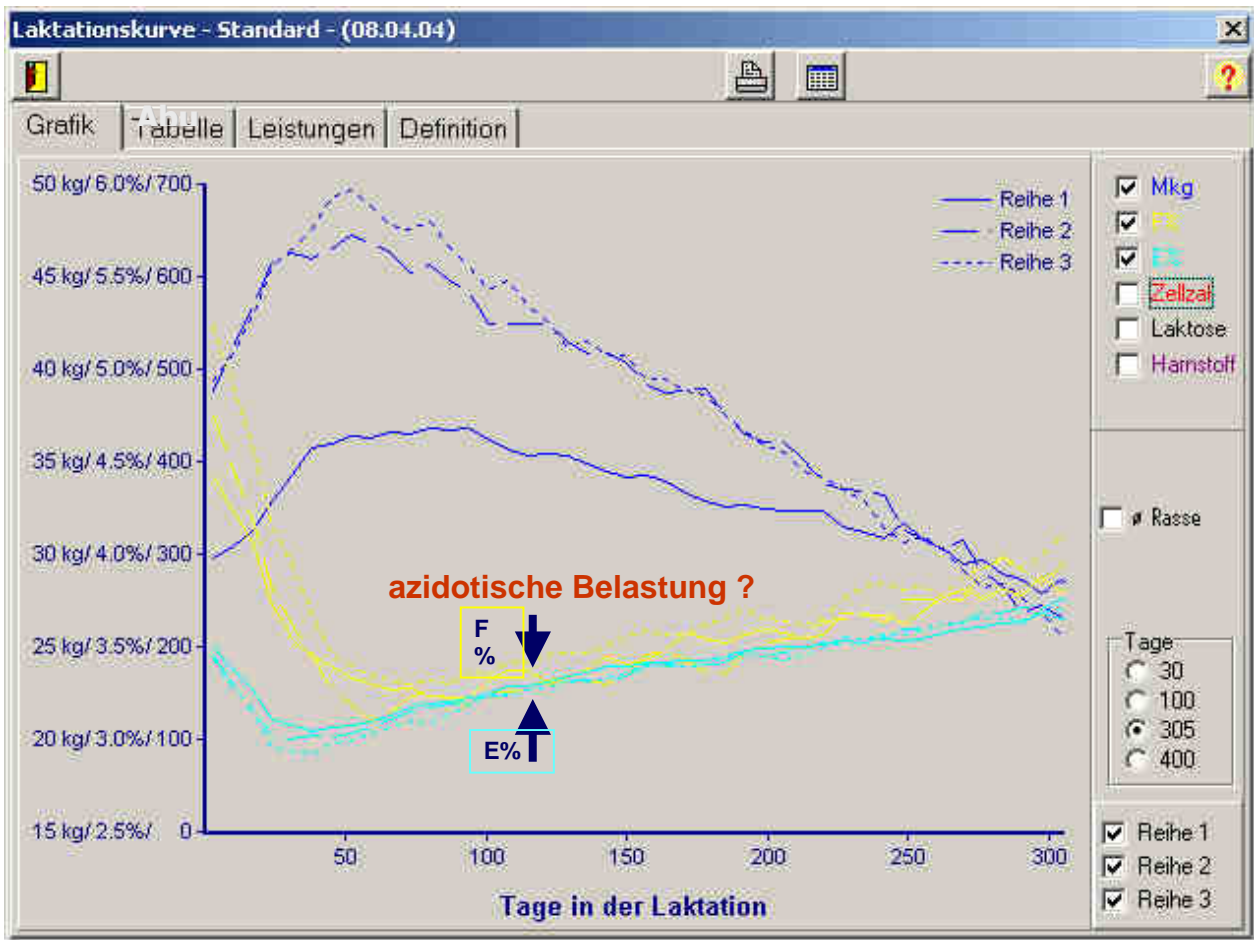 Laktationskurve - Standard - (08.04.04)
Ahu
Grafik Tabelle Leistungen Definition
50 kg/ 6.0%/ 700
45 kg/ 5.5%/ 600
40 kg/ 5.0%/ 500
35 kg/ 4.5%/ 400
30 kg/ 4.0%/ 300
25 kg/ 3.5%/ 200
20 kg/ 3.0%/ 100
15 kg/ 2.5%/ 0
Reihe 1
Reihe 2
Reihe 3
azidotische Belastung ?
F
%
E%
50 100 150 200 250 300
Tage in der Laktation
?
Mkg
F%
E%
Zellzal
Laktose
Harnstoff
ø Rasse
Tage
30
100
305
400
Reihe 1
Reihe 2
Reihe 3